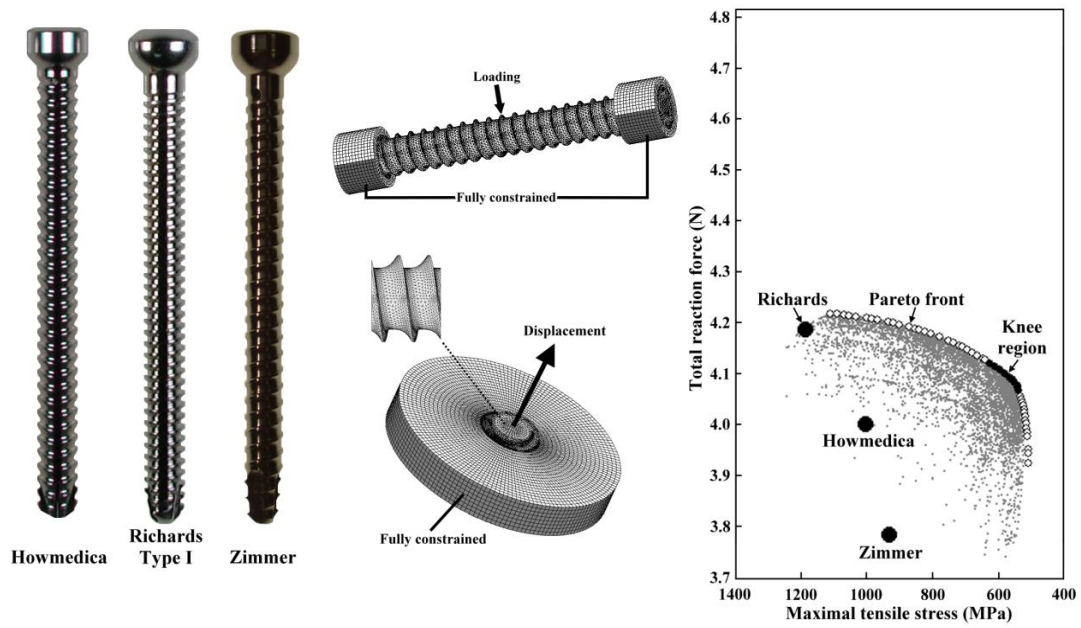 Howmedica
Richards
Type I
Zimmer
Loading
Fully constrained
Displacement
Fully constrained
Total reaction force (N)
4.8
4.7
4.6
4.5
4.4
4.3
4.2
4.1
4.0
3.9
3.8
3.7
Richards
Pareto front
Knee
region
Howmedica
Zimmer
1400
1200
1000
800
600
400
Maximal tensile stress (MPa)